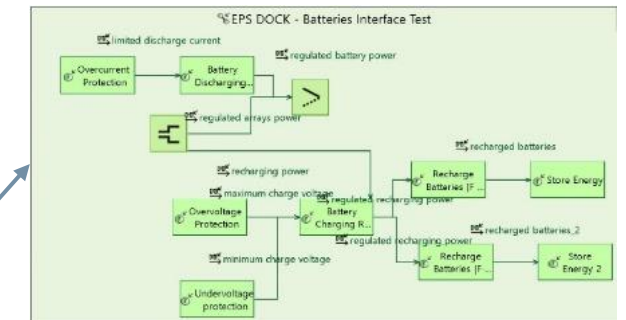 EPS DOCK - Batteries Interface Test
limited discharge current
regulated battery power
Overcurrent
Protection
Battery
Discharging...
regulated arrays power
recharged batteries
recharging power
Recharge
Batteries [F ...
Store Energy
maximum charge voltage
regulated recharging power
Overvoltage
Protection
Battery
Charging R...
regulated recharging power
recharged batteries_2
minimum charge voltage
Recharge
Batteries [F ...
Store
Energy 2
Undervoltage
protection